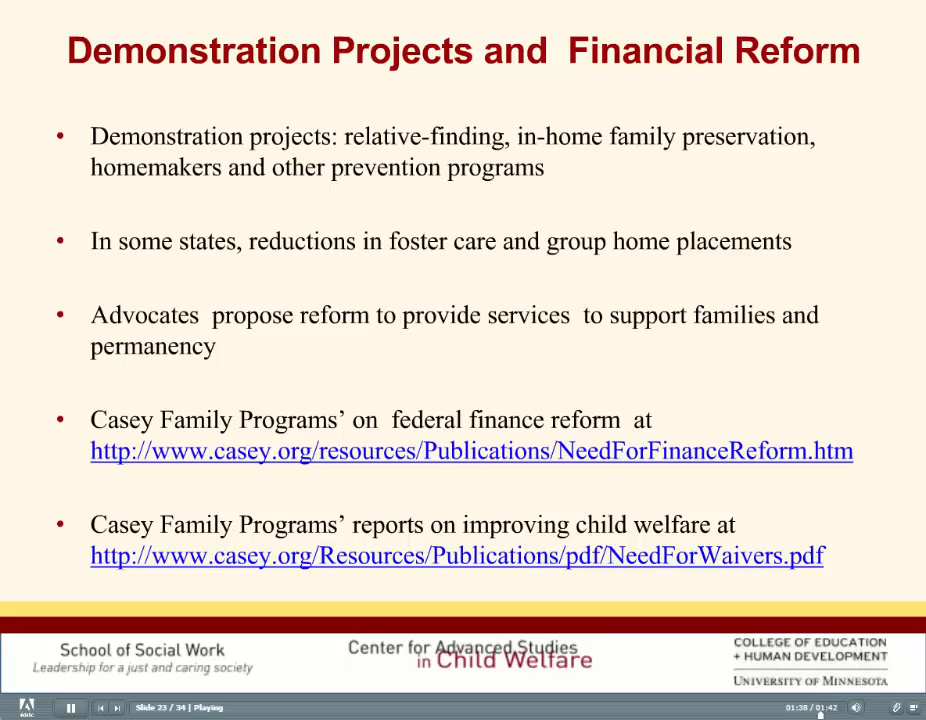 Demonstration Projects and  Financial Reform
• Demonstration projects: relative-finding, in-home family preservation,
homemakers and other prevention programs
• In some states, reductions in foster care and group home placements
• Advocates  propose reform to provide services  to support families and
permanency
• Casey Family Programs’ on  federal finance reform  at
http://www.casey.org/resources/Publications/NeedForFinanceReform.htm
• Casey Family Programs’ reports on improving child welfare at
http://www.casey.org/Resources/Publications/pdf/NeedForWaivers.pdf
School of Social Work
Leadership for a just and caring society
Center for Advanced Studies
in Child Welfare
COLLEGE OF EDUCATION
+ HUMAN DEVELOPMENT
UNIVERSITY OF MINNESOTA
Slide 23 / 34 | Playing
01:38 / 01:42